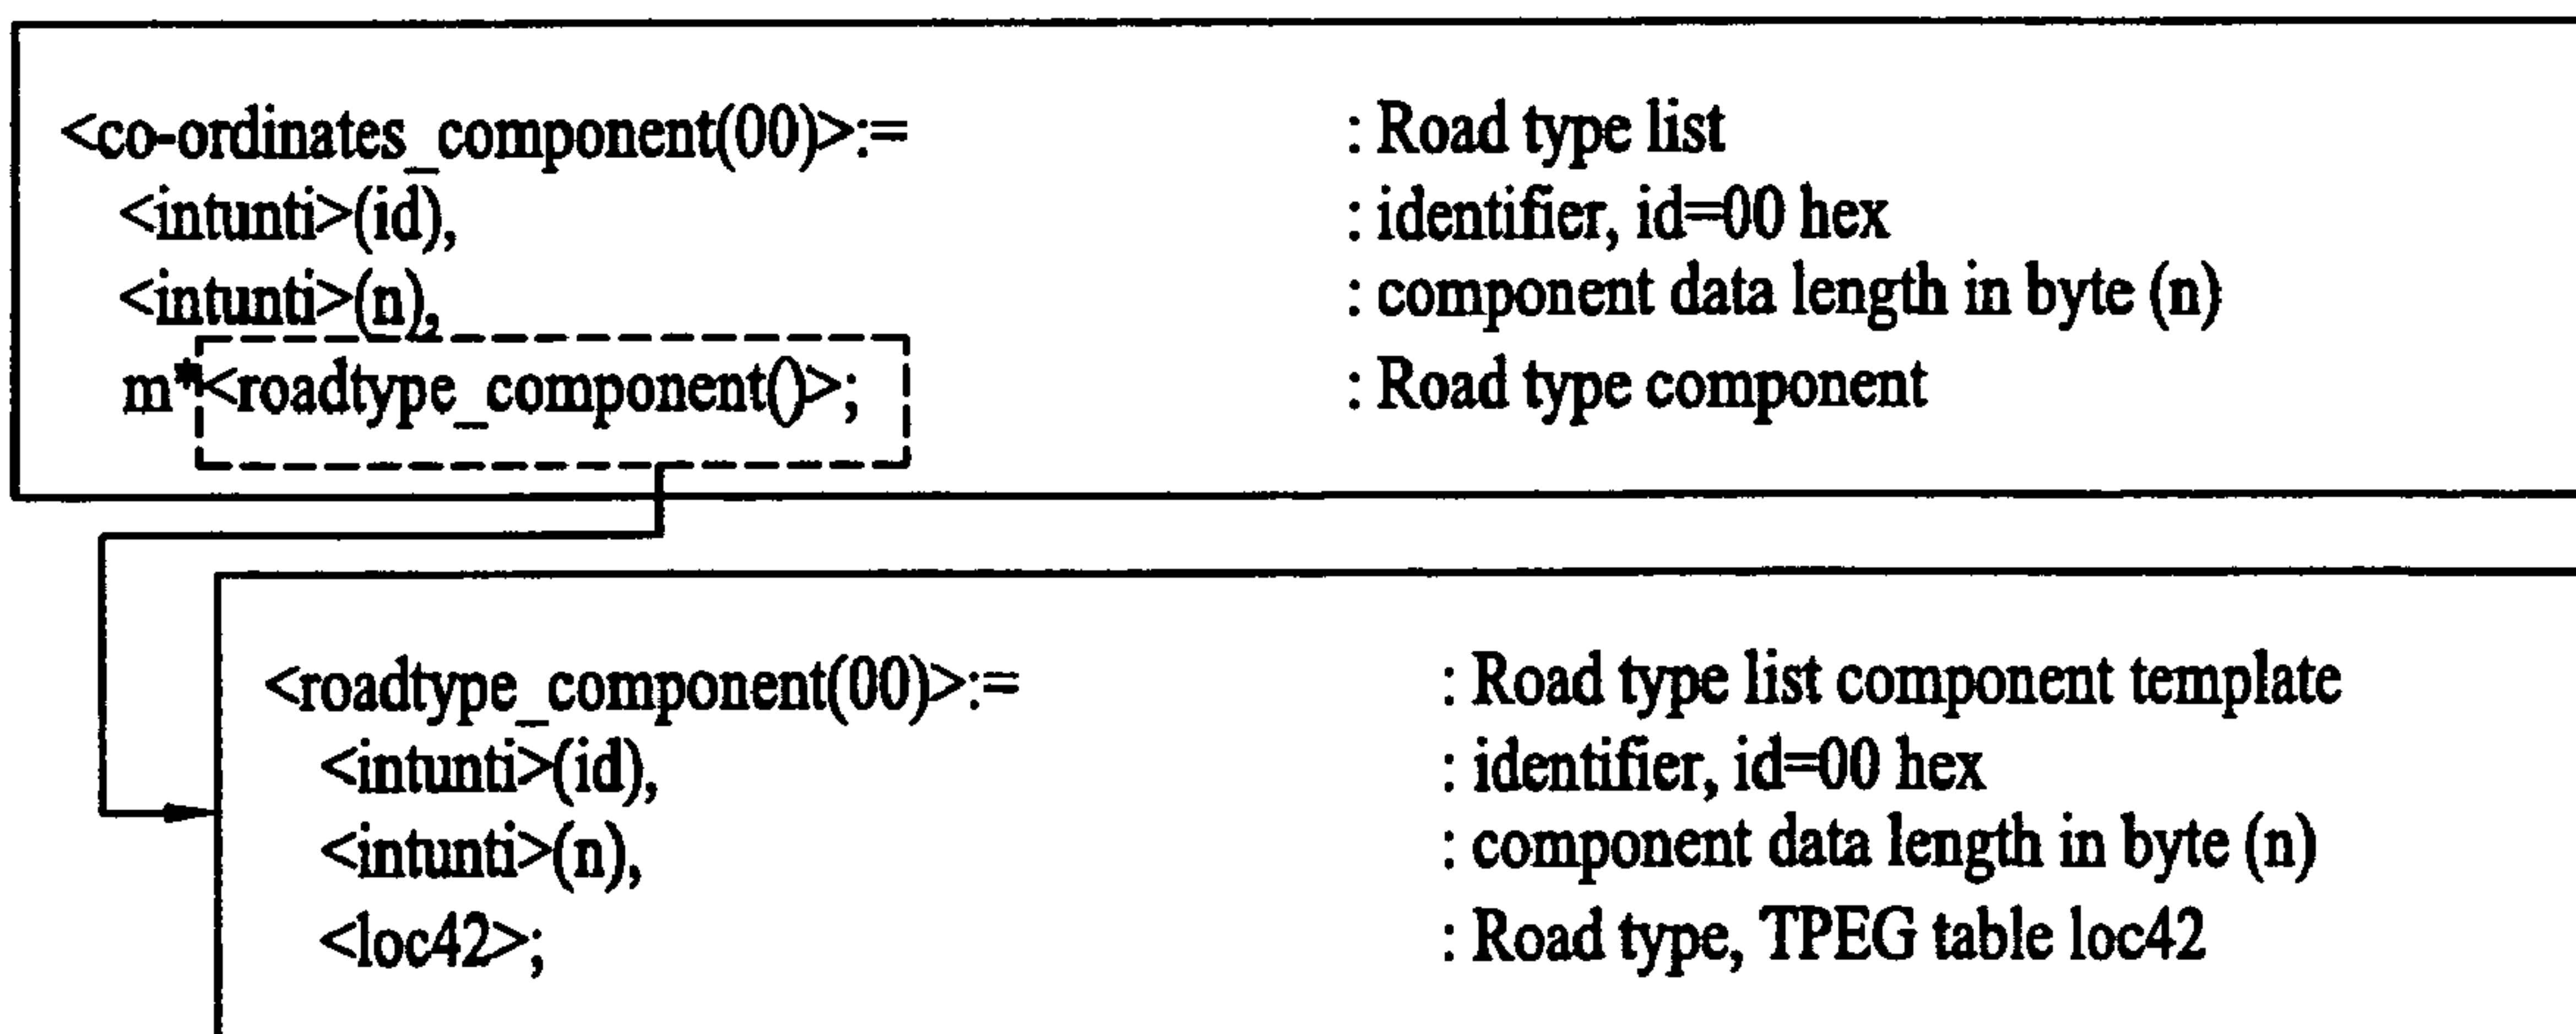 <co-ordinates_component(00)>:= : Road type list
<intunti>(id), : identifier, id=00 hex
<intunti>(n), : component data length in byte (n)
m*<roadtype_component()>; : Road type component
<roadtype_component(00)>:= : Road type list component template
<intunti>(id), : identifier, id=00 hex
<intunti>(n), : component data length in byte (n)
<loc42>; : Road type, TPEG table loc42